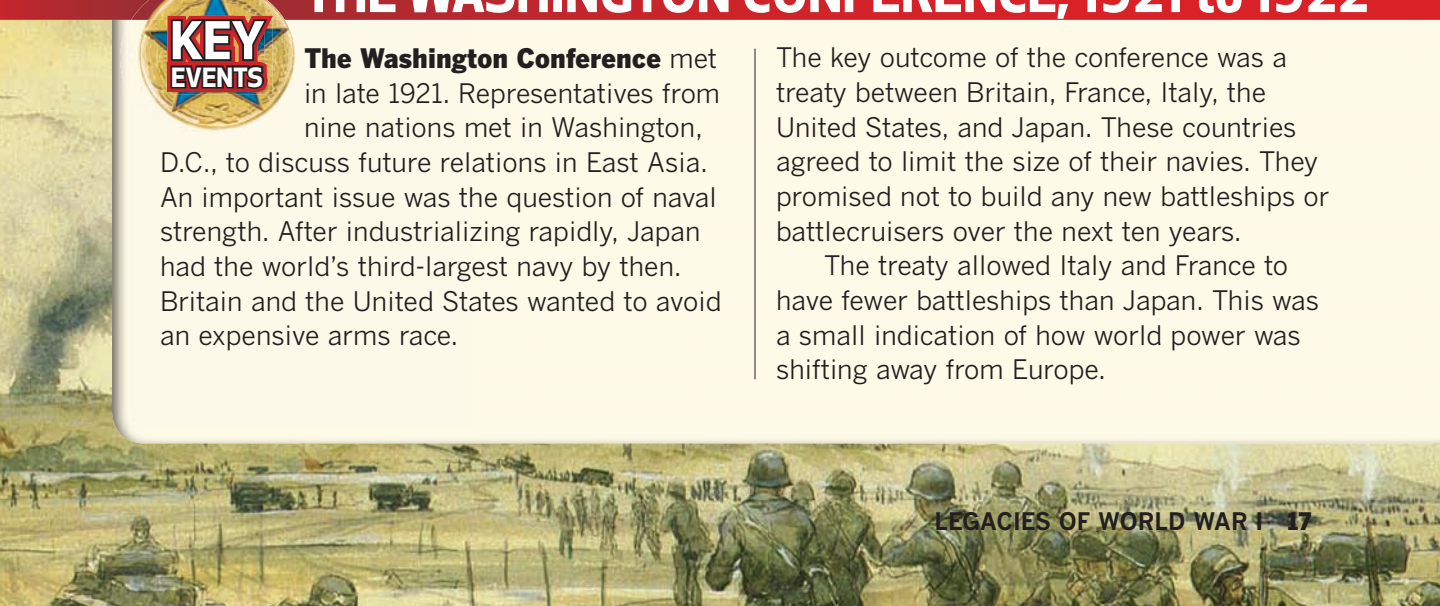 THE WASHINGTON CONFERENCE, 1921 to 1922
KEY
EVENTS
The Washington Conference met
in late 1921. Representatives from
nine nations met in Washington,
D.C., to discuss future relations in East Asia.
An important issue was the question of naval
strength. After industrializing rapidly, Japan
had the world's third-largest navy by then.
Britain and the United States wanted to avoid
an expensive arms race.
The key outcome of the conference was a
treaty between Britain, France, Italy, the
United States, and Japan. These countries
agreed to limit the size of their navies. They
promised not to build any new battleships or
battlecruisers over the next ten years.
The treaty allowed Italy and France to
have fewer battleships than Japan. This was
a small indication of how world power was
shifting away from Europe.
LEGACIES OF WORLD WAR I 17